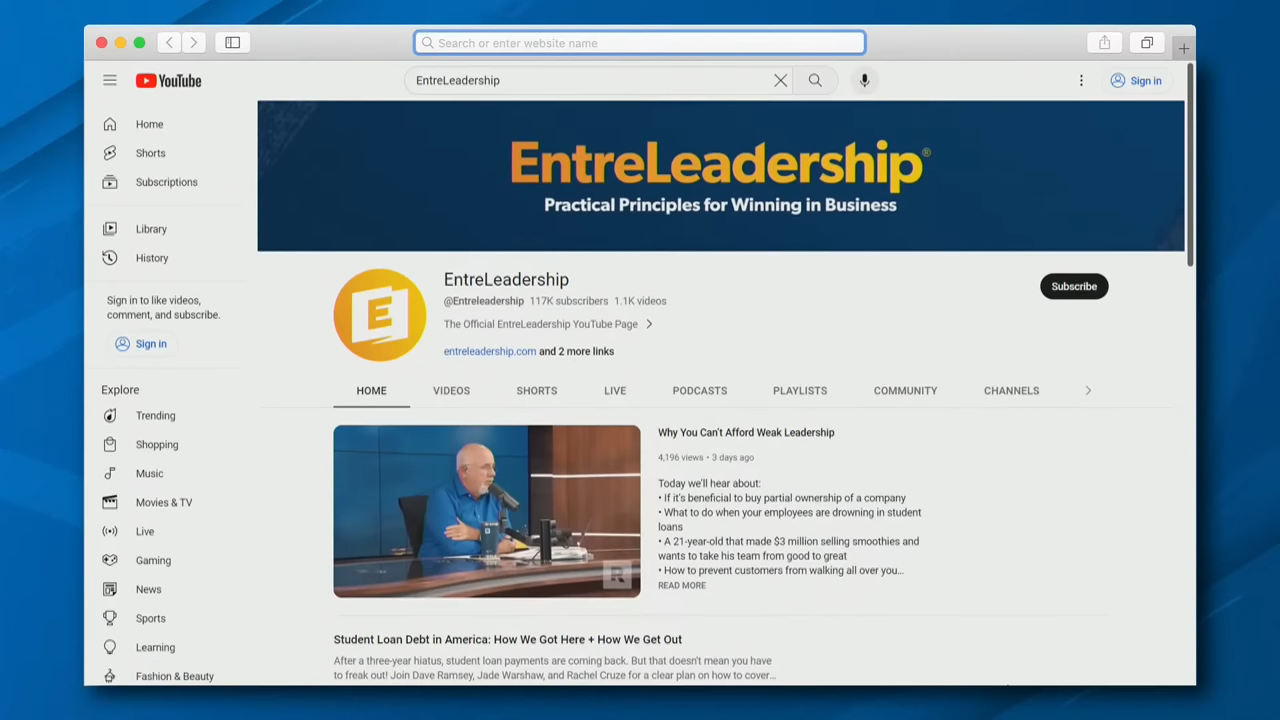 Search or enter website name
YouTube
EntreLeadership
Sign in
Home
Shorts
Subscriptions
Library
History
Sign in to like videos,
comment, and subscribe.
Sign in
Explore
Trending
Shopping
Music
Movies & TV
Live
Gaming
News
Sports
Learning
Fashion & Beauty
EntreLeadership®
Practical Principles for Winning in Business
E
EntreLeadership
@Entreleadership 117K subscribers 1.1K videos
The Official EntreLeadership YouTube Page
entreleadership.com and 2 more links
Subscribe
HOME VIDEOS SHORTS LIVE PODCASTS PLAYLISTS COMMUNITY CHANNELS
R
Why You Can't Afford Weak Leadership
4,196 views • 3 days ago
Today we'll hear about:
• If it's beneficial to buy partial ownership of a company
• What to do when your employees are drowning in student
loans
• A 21-year-old that made $3 million selling smoothies and
wants to take his team from good to great
• How to prevent customers from walking all over you...
READ MORE
Student Loan Debt in America: How We Got Here + How We Get Out
After a three-year hiatus, student loan payments are coming back. But that doesn't mean you have
to freak out! Join Dave Ramsey, Jade Warshaw, and Rachel Cruze for a clear plan on how to cover...